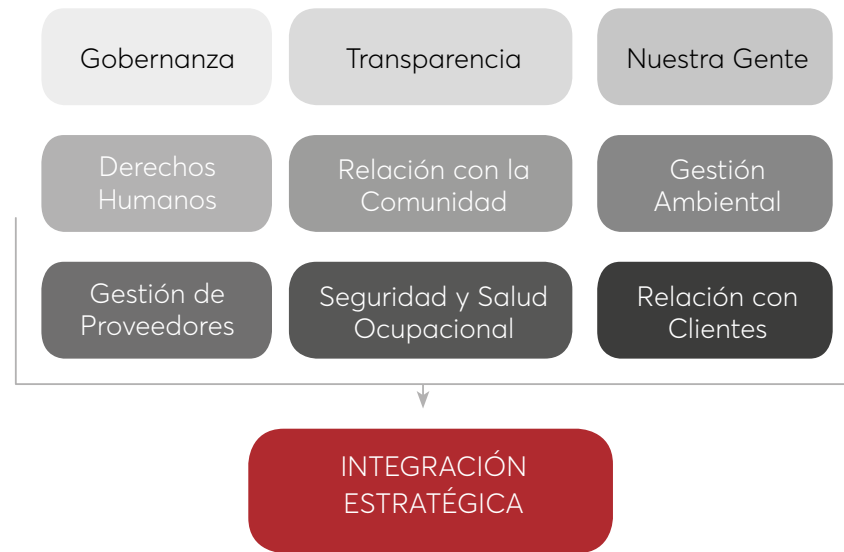 Gobernanza
Transparencia
Nuestra Gente
Derechos
Humanos
Relación con la
Comunidad
Gestión
Ambiental
Gestión de
Proveedores
Seguridad y Salud
Ocupacional
Relación con
Clientes
INTEGRACIÓN
ESTRATÉGICA